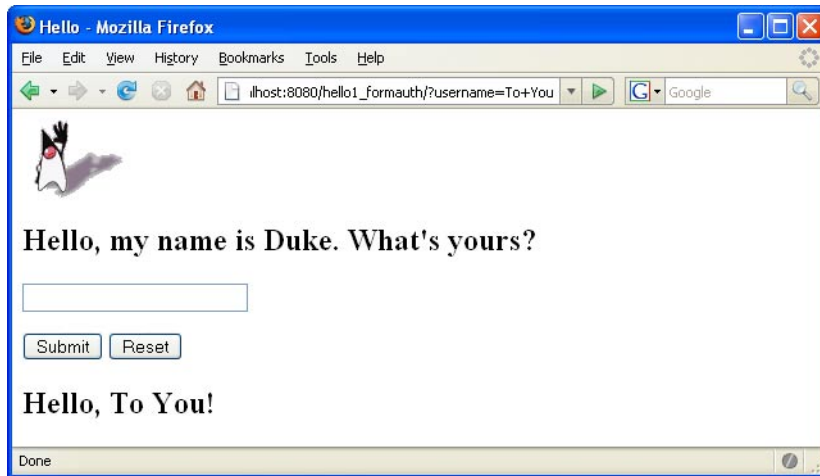 Hello - Mozilla Firefox
File Edit View History Bookmarks Tools Help
lhost:8080/hello1_formauth/?username=To+You
G Google
Hello, my name is Duke. What's yours?
Submit Reset
Hello, To You!
Done